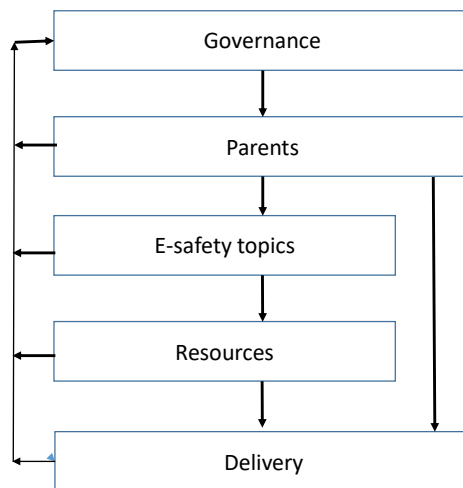 Governance
Parents
E-safety topics
Resources
Delivery